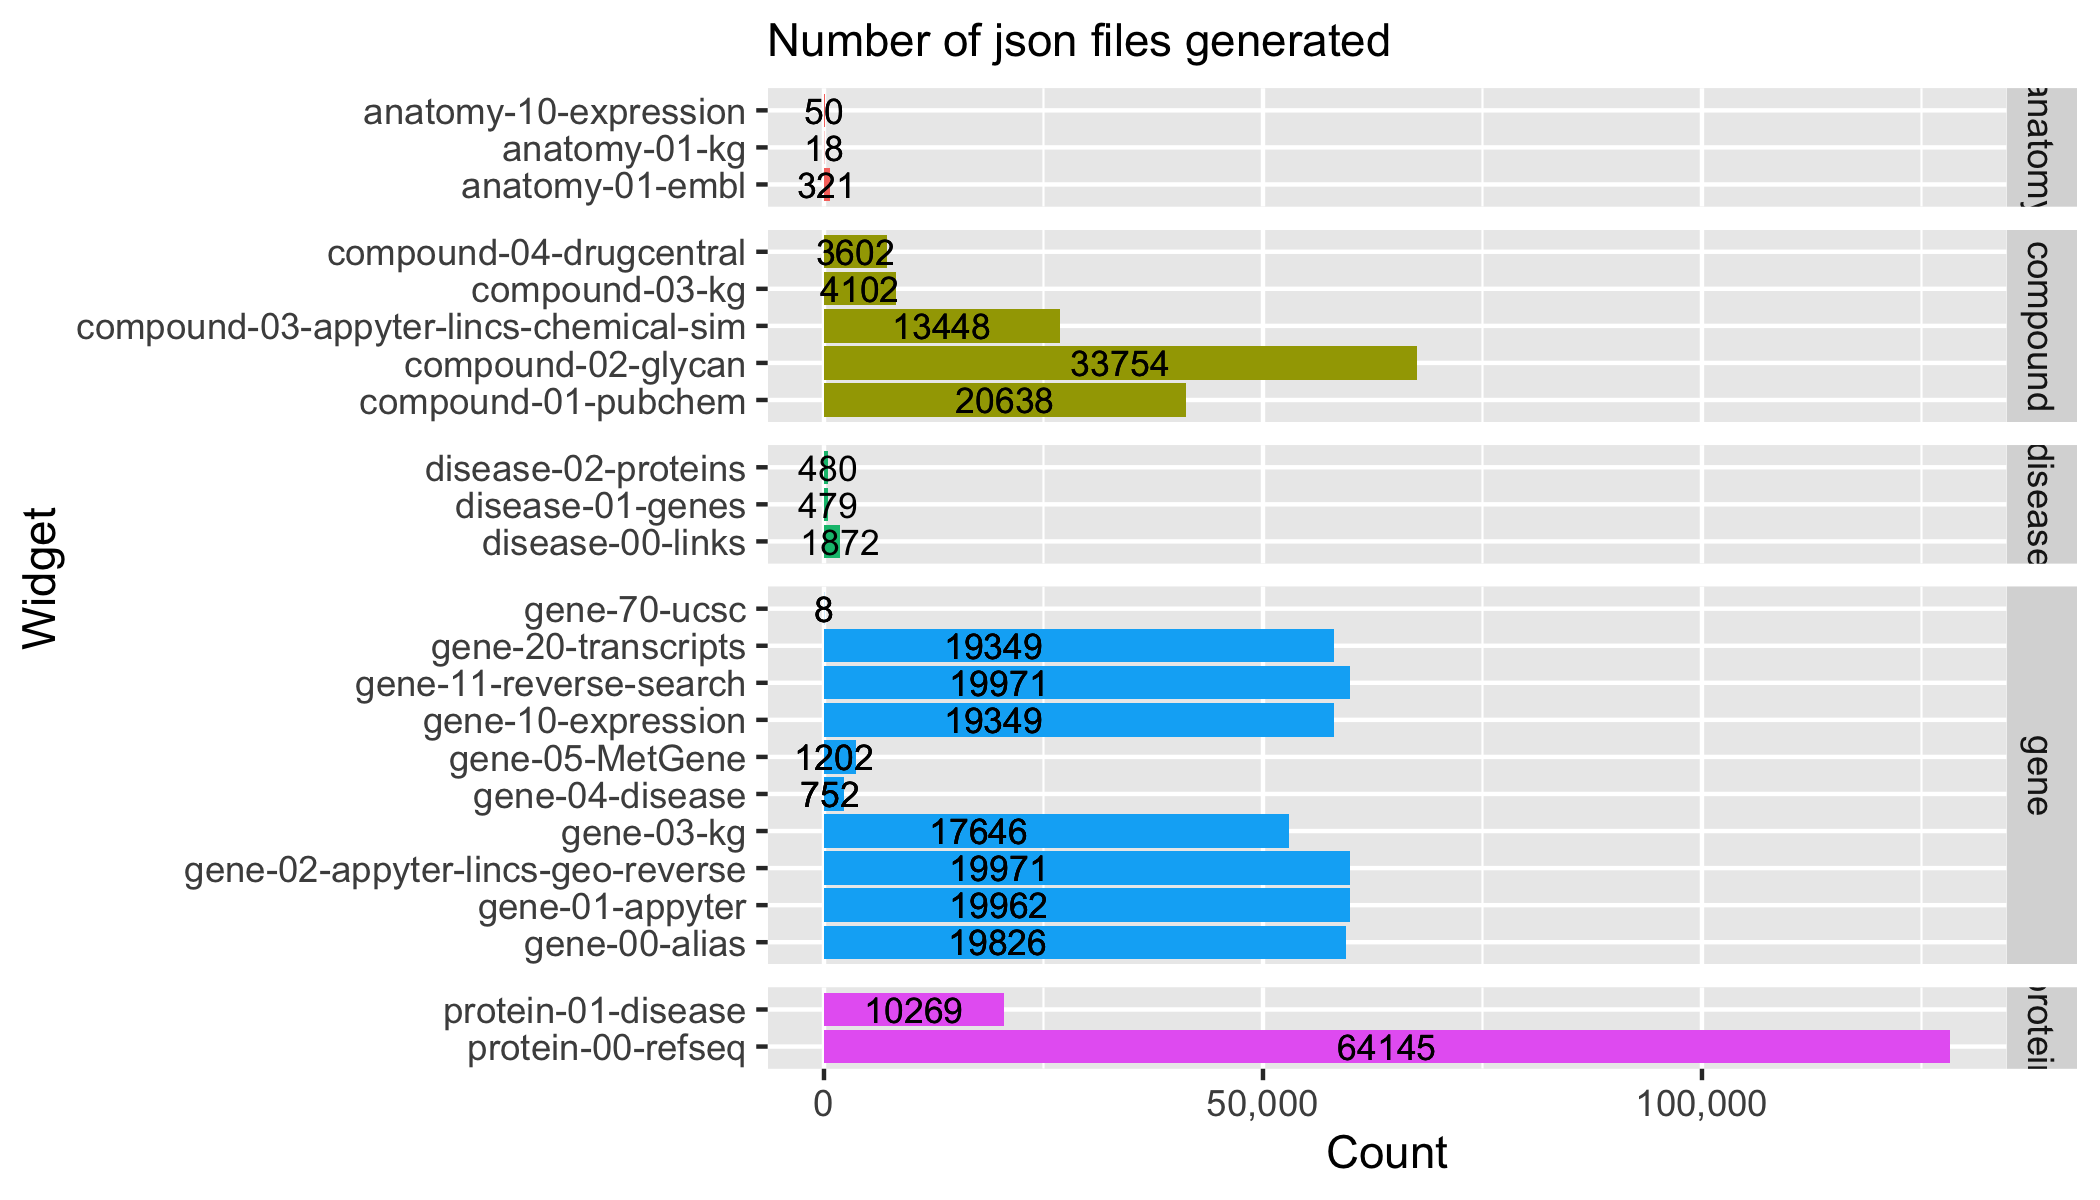 Number of json files generated
anatomy-10-expression 50
anatomy-01-kg 18
anatomy-01-embl 321
anatomy
compound-04-drugcentral 3602
compound-03-kg 4102
compound-03-appyter-lincs-chemical-sim 13448
compound-02-glycan 33754
compound-01-pubchem 20638
compound
disease-02-proteins 480
disease-01-genes 479
disease-00-links 1872
disease
Widget
gene-70-ucsc 8
gene-20-transcripts 19349
gene-11-reverse-search 19971
gene-10-expression 19349
gene-05-MetGene 1202
gene-04-disease 752
gene-03-kg 17646
gene-02-appyter-lincs-geo-reverse 19971
gene-01-appyter 19962
gene-00-alias 19826
gene
protein-01-disease 10269
protein-00-refseq 64145
protein
0 50,000 100,000
Count